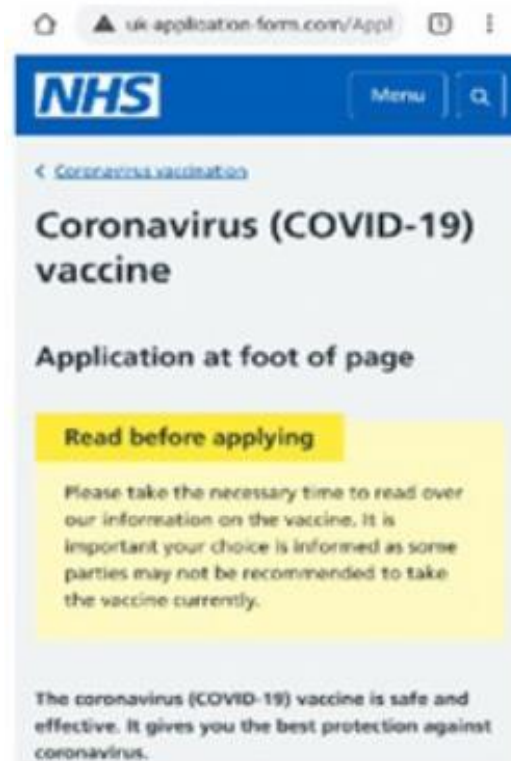 uk-application-form.com/Appl
NHS
Menu
Coronavirus vaccination
Coronavirus (COVID-19)
vaccine
Application at foot of page
Read before applying
Please take the necessary time to read over
our information on the vaccine. It is
important your choice is informed as some
parties may not be recommended to take
the vaccine currently.
The coronavirus (COVID-19) vaccine is safe and
effective. It gives you the best protection against
coronavirus.